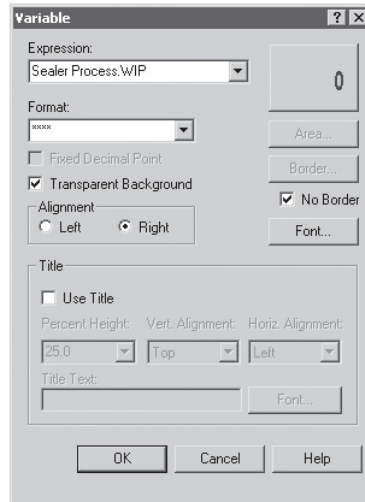 Variable
Expression:
Sealer Process.WIP
0
Format:
****
Area...
Fixed Decimal Point
Border...
Transparent Background
No Border
Alignment
Left Right
Font...
Title
Use Title
Percent Height: Vert. Alignment: Horiz. Alignment:
25.0 Top Left
Title Text:
Font...
OK Cancel Help